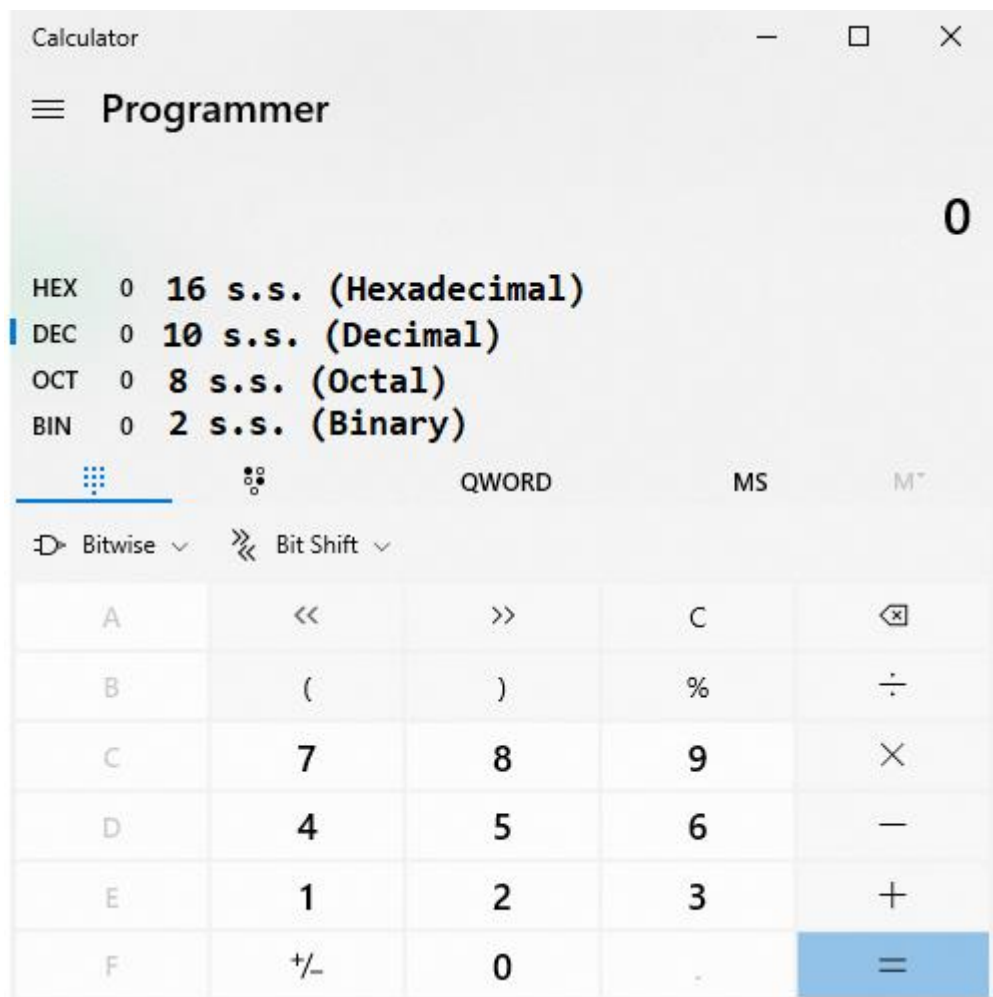 Calculator
Programmer
0
HEX 0 16 s.s. (Hexadecimal)
DEC 0 10 s.s. (Decimal)
OCT 0 8 s.s. (Octal)
BIN 0 2 s.s. (Binary)
QWORD MS M˅
Bitwise Bit Shift
A << >> C
B ( ) % ÷
C 7 8 9 ×
D 4 5 6 −
E 1 2 3 +
F +/− 0 . =